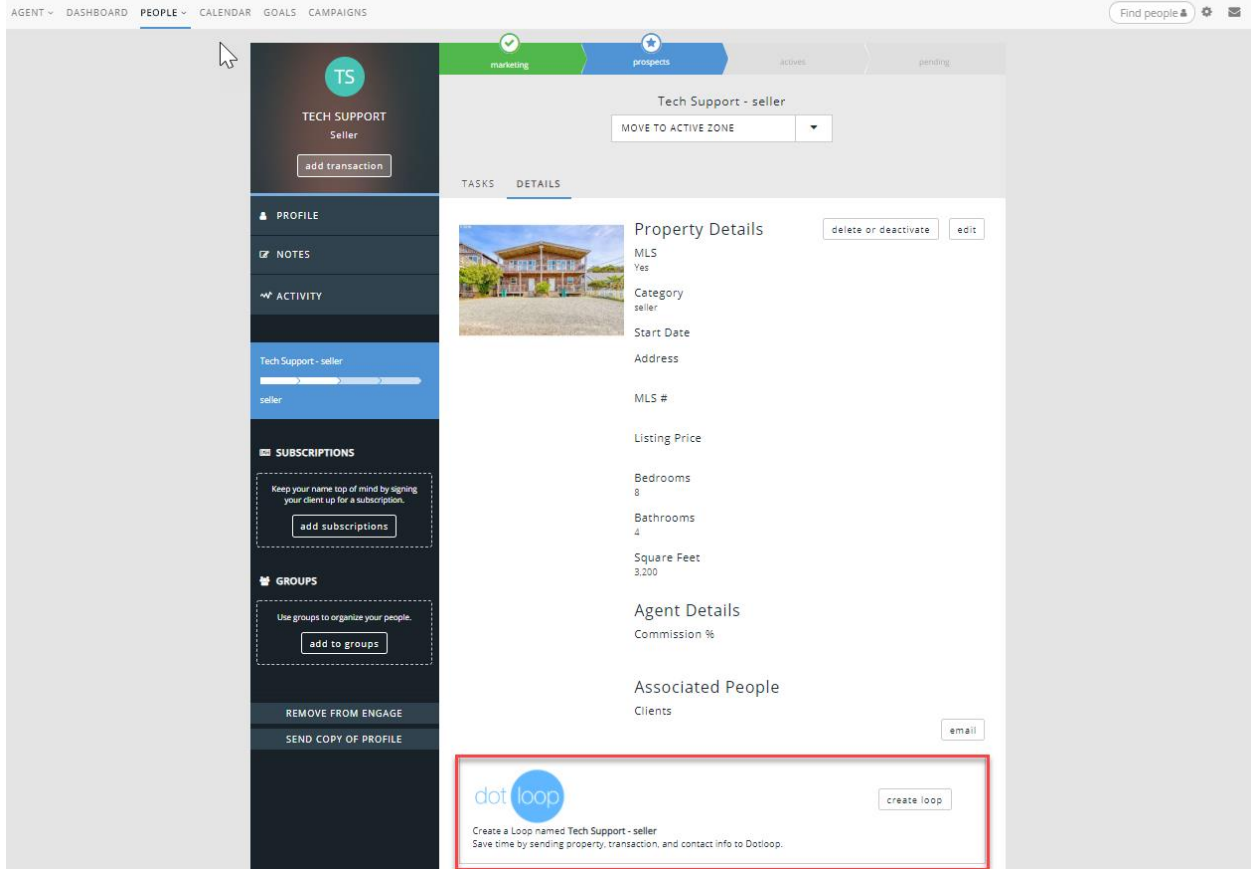 AGENT DASHBOARD PEOPLE CALENDAR GOALS CAMPAIGNS Find people
TS
TECH SUPPORT
Seller
add transaction
PROFILE
NOTES
ACTIVITY
Tech Support - seller
seller
SUBSCRIPTIONS
Keep your name top of mind by signing
your client up for a subscription.
add subscriptions
GROUPS
Use groups to organize your people.
add to groups
REMOVE FROM ENGAGE
SEND COPY OF PROFILE
marketing prospects actives pending
Tech Support - seller
MOVE TO ACTIVE ZONE
TASKS DETAILS
Property Details delete or deactivate edit
MLS
Yes
Category
seller
Start Date
Address
MLS #
Listing Price
Bedrooms
8
Bathrooms
4
Square Feet
3,200
Agent Details
Commission %
Associated People
Clients
email
dot loop create loop
Create a Loop named Tech Support - seller
Save time by sending property, transaction, and contact info to Dotloop.